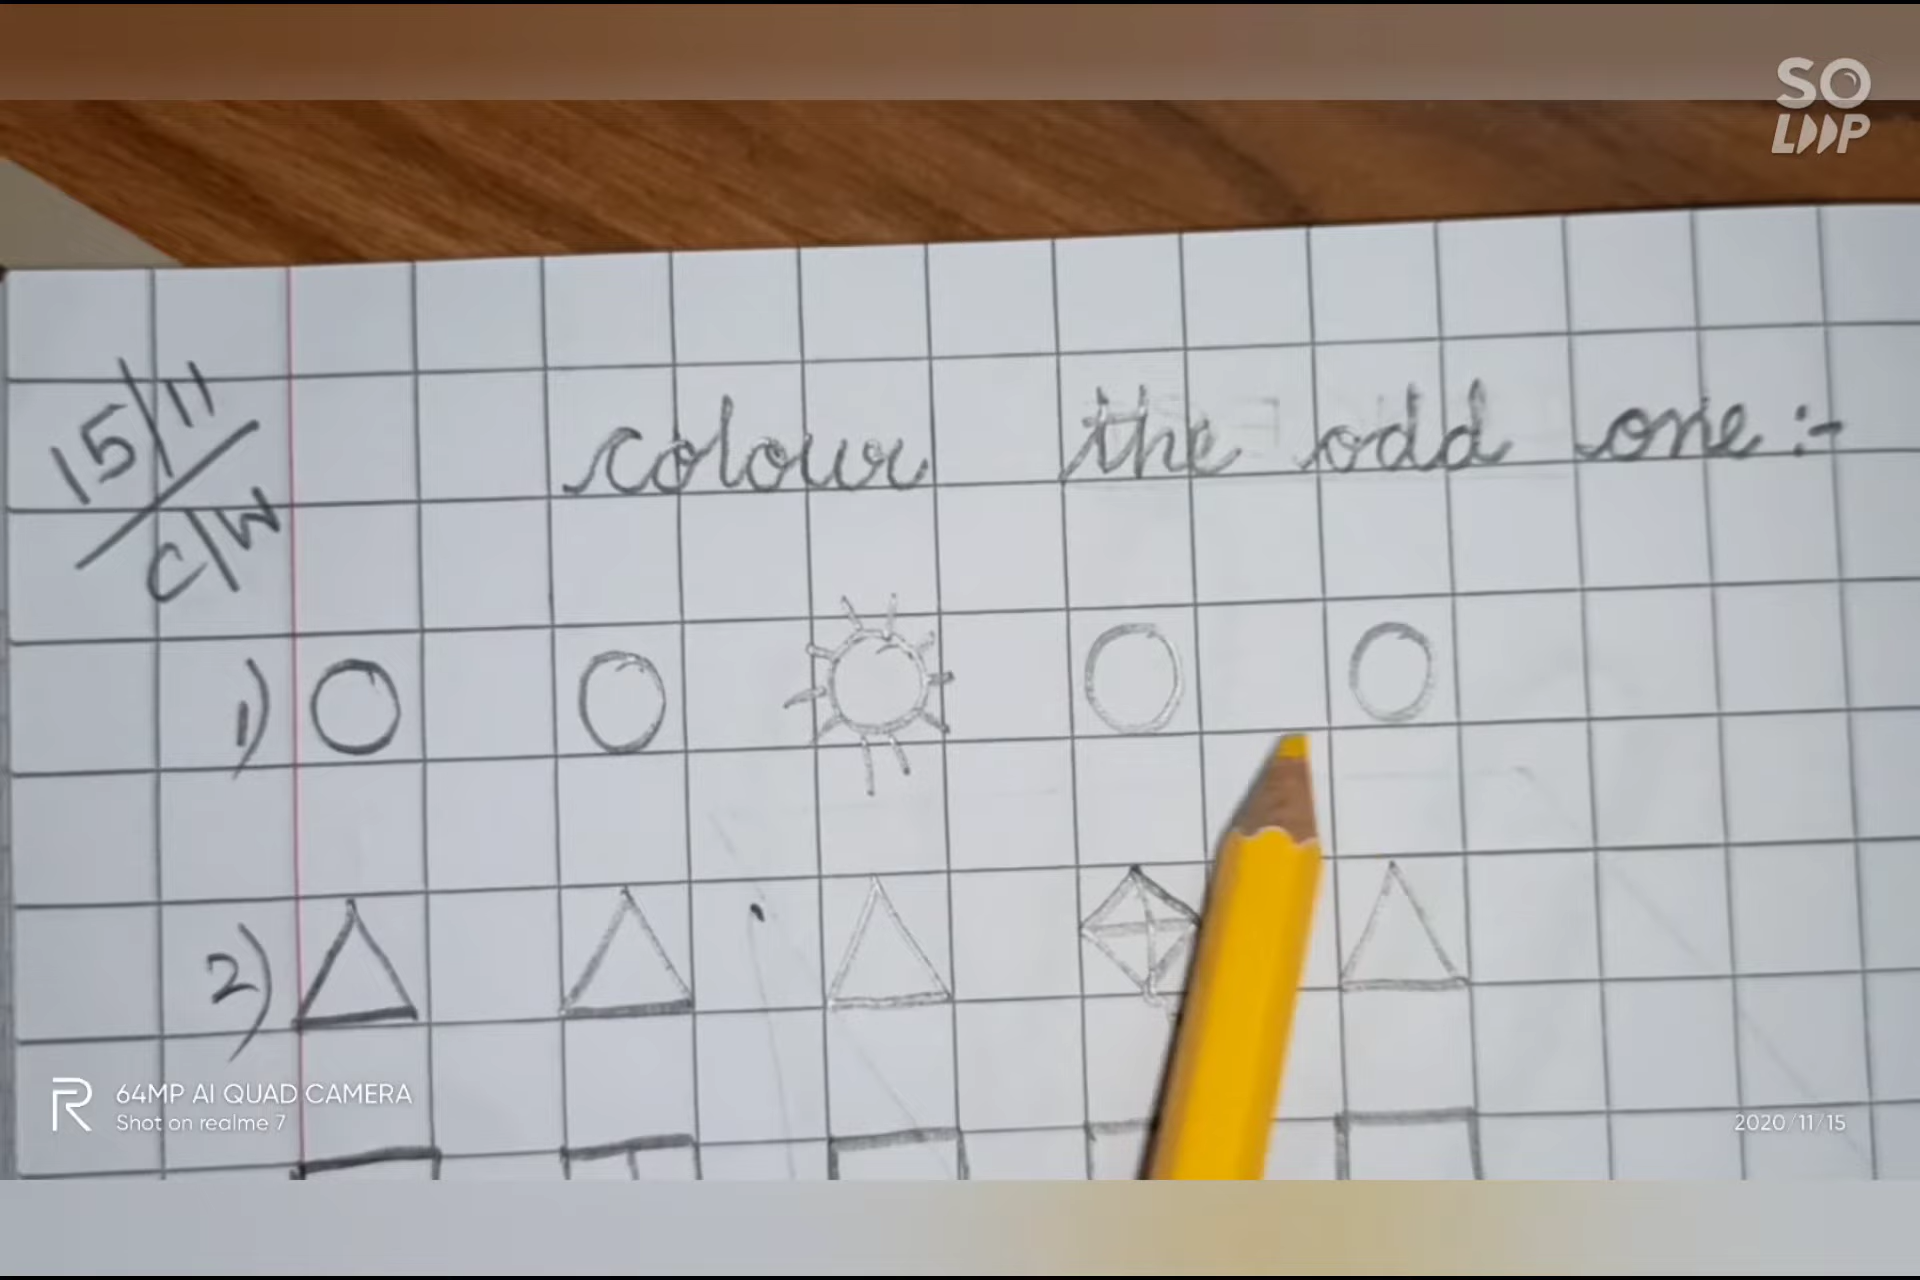 SO
LOOP
15/11
C/W
colour the odd one :-
1)
2)
64MP AI QUAD CAMERA
Shot on realme 7
2020/11/15